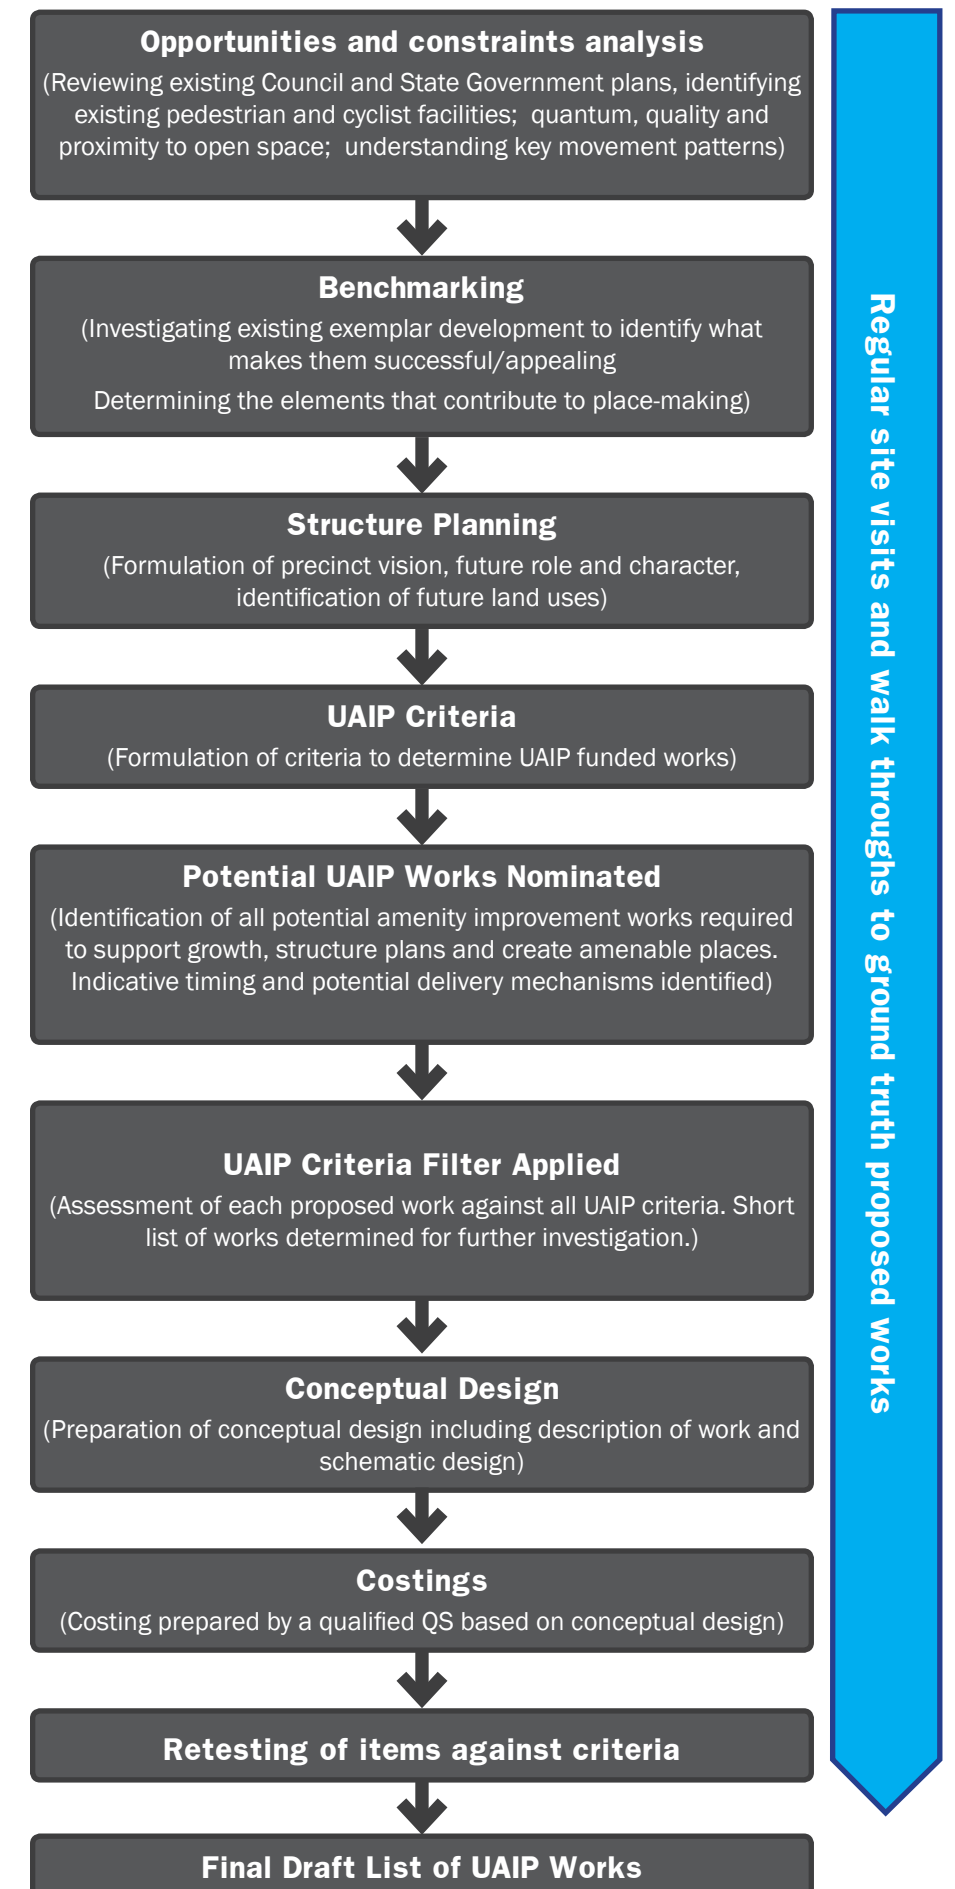 Opportunities and constraints analysis
(Reviewing existing Council and State Government plans, identifying
existing pedestrian and cyclist facilities; quantum, quality and
proximity to open space; understanding key movement patterns)
Benchmarking
(Investigating existing exemplar development to identify what
makes them successful/appealing
Determining the elements that contribute to place-making)
Structure Planning
(Formulation of precinct vision, future role and character,
identification of future land uses)
UAIP Criteria
(Formulation of criteria to determine UAIP funded works)
Potential UAIP Works Nominated
(Identification of all potential amenity improvement works required
to support growth, structure plans and create amenable places.
Indicative timing and potential delivery mechanisms identified)
UAIP Criteria Filter Applied
(Assessment of each proposed work against all UAIP criteria. Short
list of works determined for further investigation.)
Conceptual Design
(Preparation of conceptual design including description of work and
schematic design)
Costings
(Costing prepared by a qualified QS based on conceptual design)
Retesting of items against criteria
Final Draft List of UAIP Works
Regular site visits and walk throughs to ground truth proposed works